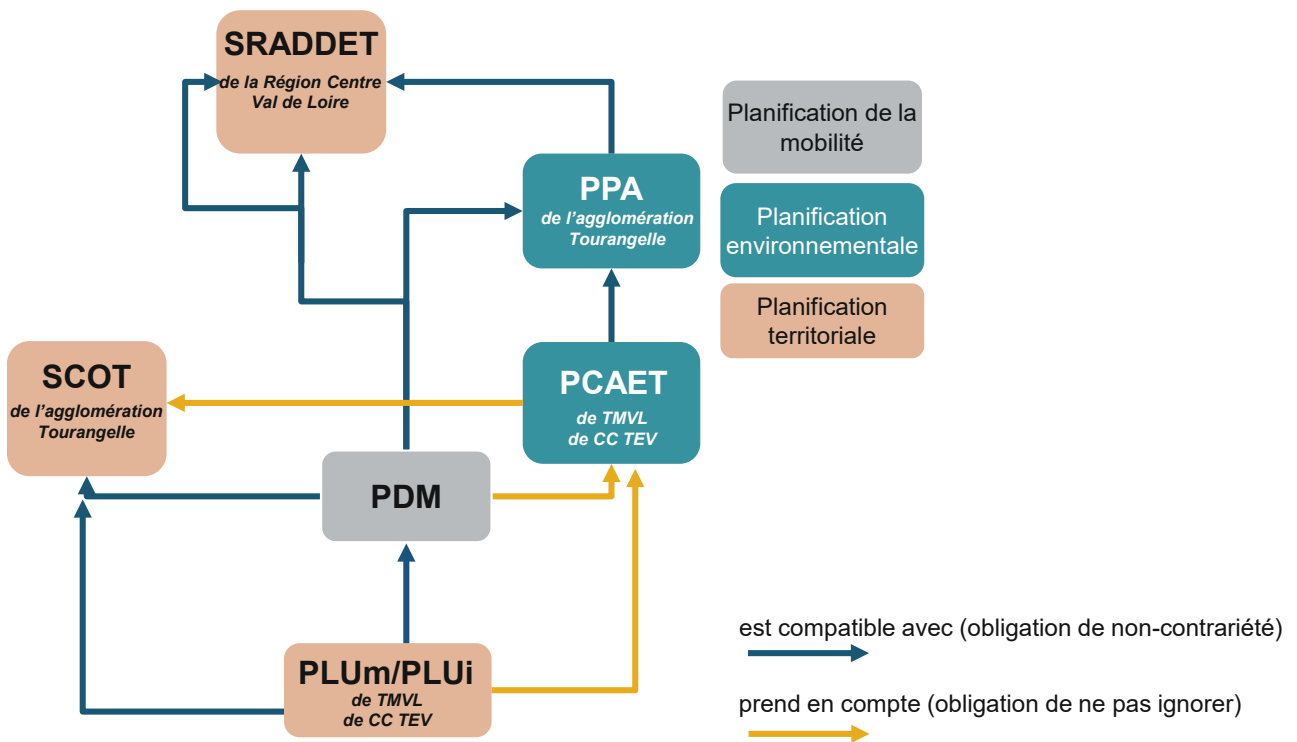 SRADDET
de la Région Centre
Val de Loire
Planification de la
mobilité
PPA
de l’agglomération
Tourangelle
Planification
environnementale
Planification
territoriale
SCOT
de l’agglomération
Tourangelle
PCAET
de TMVL
de CC TEV
PDM
PLUm/PLUi
de TMVL
de CC TEV
est compatible avec (obligation de non-contrariété)
prend en compte (obligation de ne pas ignorer)